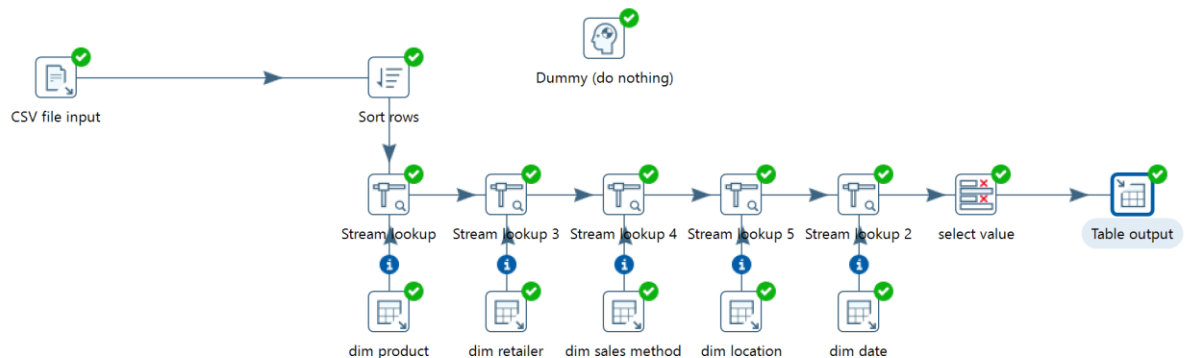 Dummy (do nothing)
CSV file input
Sort rows
Stream lookup
Stream lookup 3
Stream lookup 4
Stream lookup 5
Stream lookup 2
select value
Table output
dim product
dim retailer
dim sales method
dim location
dim date